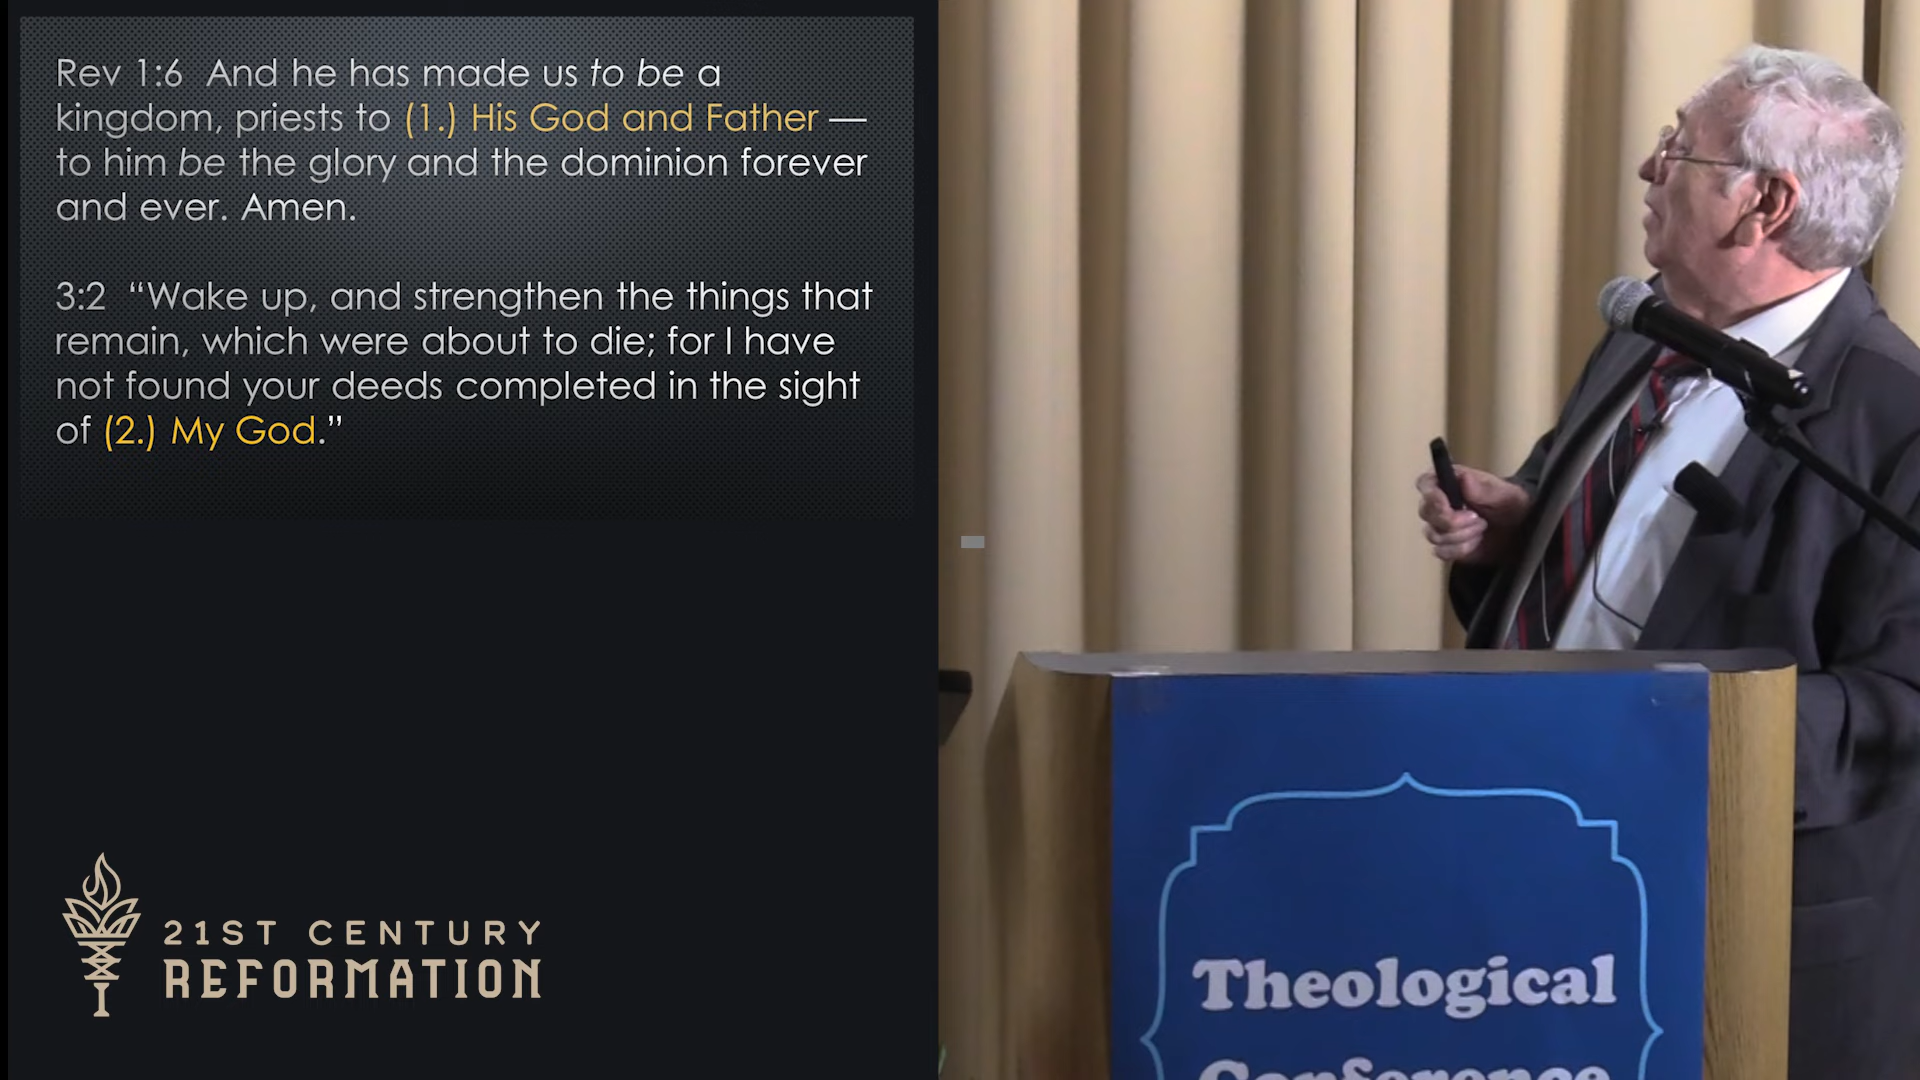 Rev 1:6 And he has made us to be a
kingdom, priests to (1.) His God and Father —
to him be the glory and the dominion forever
and ever. Amen.
3:2 “Wake up, and strengthen the things that
remain, which were about to die; for I have
not found your deeds completed in the sight
of (2.) My God.”
21ST CENTURY
REFORMATION
Theological
Conference